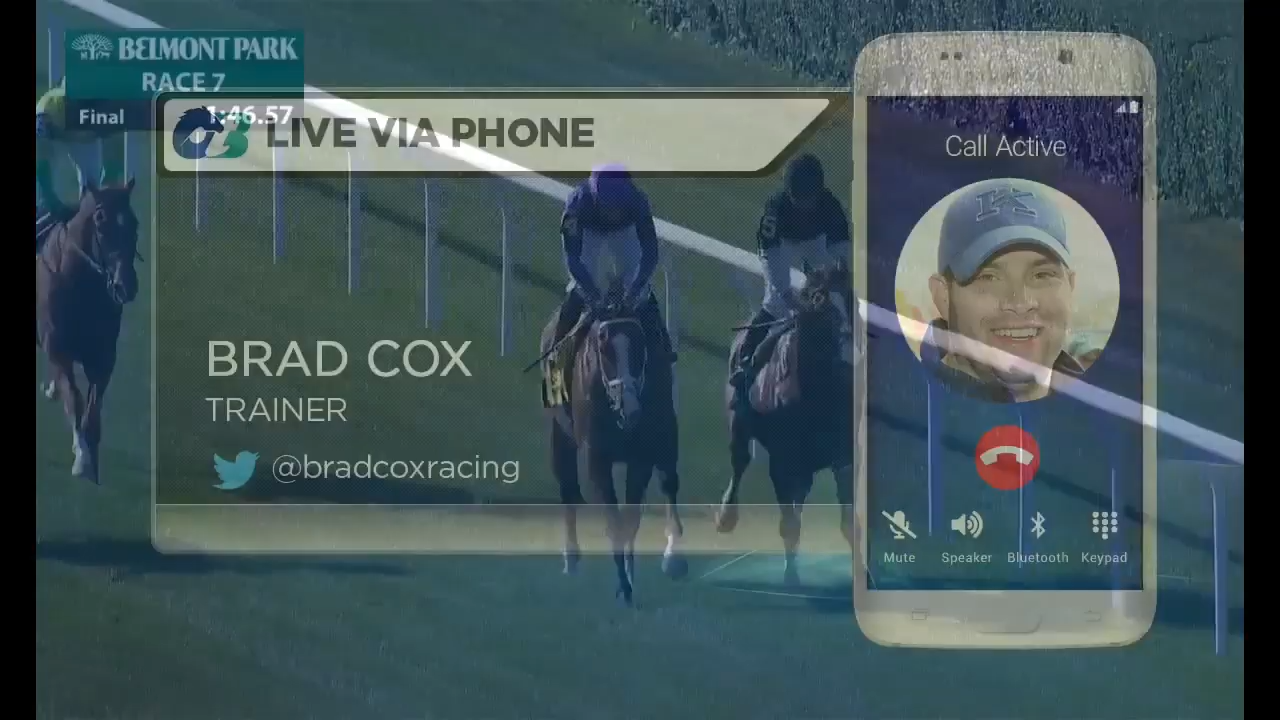 BELMONT PARK
RACE 7
Final 1:46.57
LIVE VIA PHONE
Call Active
K
BRAD COX
TRAINER
@bradcoxracing
5
Mute Speaker Bluetooth Keypad